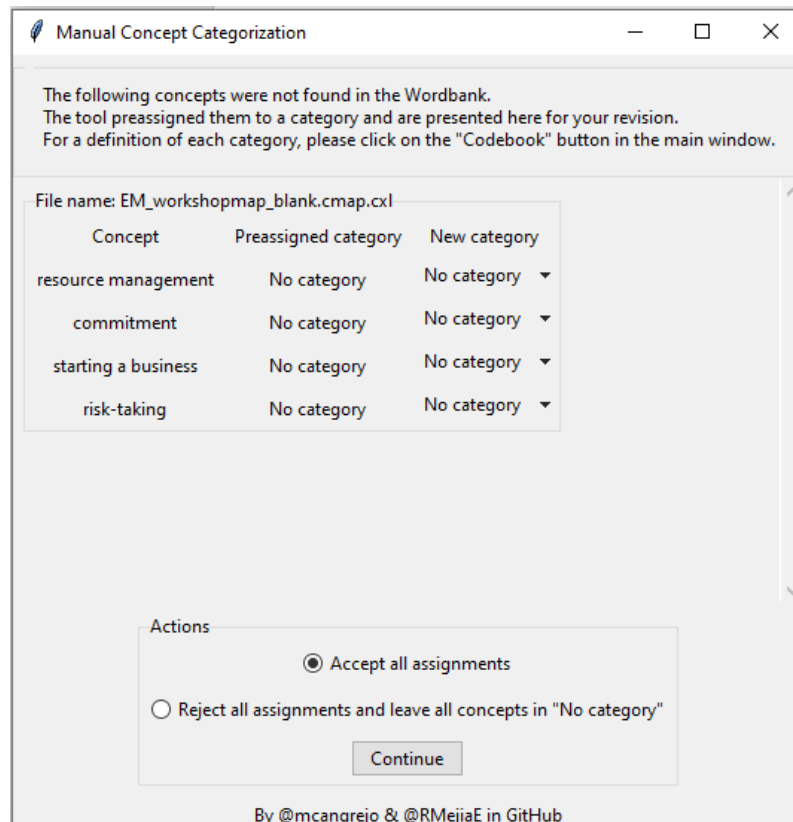 Manual Concept Categorization
The following concepts were not found in the Wordbank.
The tool preassigned them to a category and are presented here for your revision.
For a definition of each category, please click on the "Codebook" button in the main window.
File name: EM_workshopmap_blank.cmap.cxl
Concept Preassigned category New category
resource management No category No category
commitment No category No category
starting a business No category No category
risk-taking No category No category
Actions
Accept all assignments
Reject all assignments and leave all concepts in "No category"
Continue
By @mcangrejo & @RMejiaE in GitHub